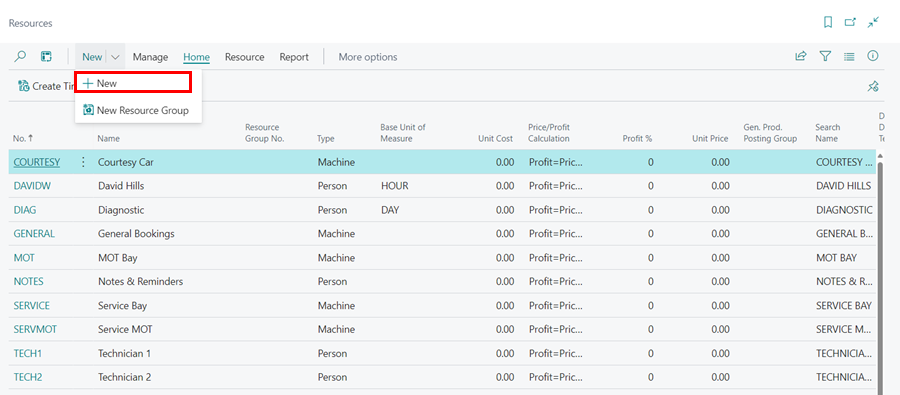 Resources
New Manage Home Resource Report More options
Create Tir
New
New Resource Group
No. ↑ Name Resource Group No. Type Base Unit of Measure Unit Cost Price/Profit Calculation Profit % Unit Price Gen. Prod. Posting Group Search Name D D Te
COURTESY Courtesy Car Machine 0.00 Profit=Pric... 0 0.00 COURTESY ...
DAVIDW David Hills Person HOUR 0.00 Profit=Pric... 0 0.00 DAVID HILLS
DIAG Diagnostic Person DAY 0.00 Profit=Pric... 0 0.00 DIAGNOSTIC
GENERAL General Bookings Machine 0.00 Profit=Pric... 0 0.00 GENERAL B...
MOT MOT Bay Machine 0.00 Profit=Pric... 0 0.00 MOT BAY
NOTES Notes & Reminders Person 0.00 Profit=Pric... 0 0.00 NOTES & R...
SERVICE Service Bay Machine 0.00 Profit=Pric... 0 0.00 SERVICE BAY
SERVMOT Service MOT Machine 0.00 Profit=Pric... 0 0.00 SERVICE M...
TECH1 Technician 1 Person 0.00 Profit=Pric... 0 0.00 TECHNICIA...
TECH2 Technician 2 Person 0.00 Profit=Pric... 0 0.00 TECHNICIA...